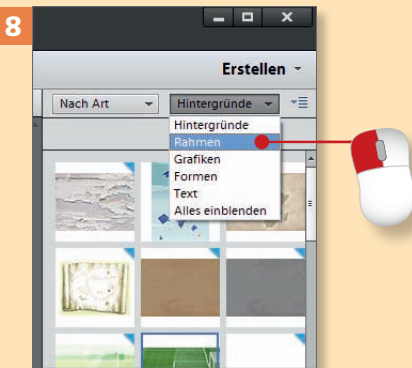 8
Erstellen
Nach Art
Hintergründe
Hintergründe
Rahmen
Grafiken
Formen
Text
Alles einblenden